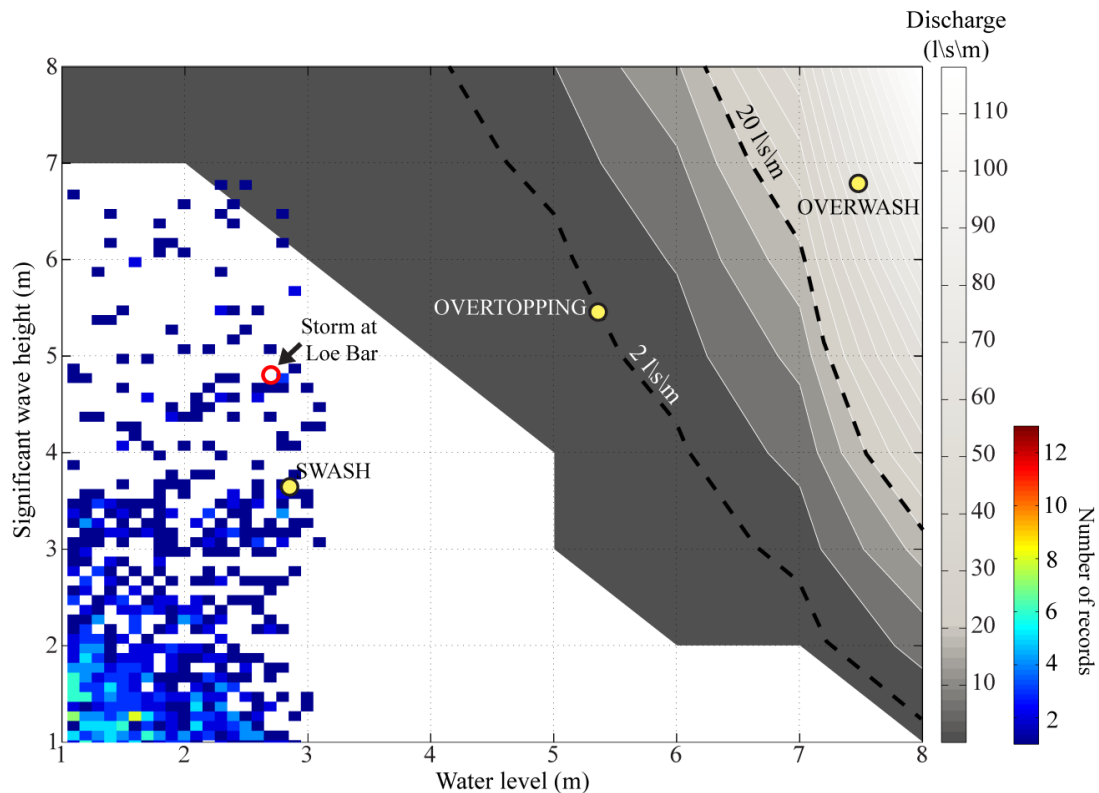 Discharge
(l\s\m)
8
7
6
5
4
3
2
1
Significant wave height (m)
1
2
3
4
5
6
7
8
Water level (m)
20 l\s\m
OVERWASH
OVERTOPPING
2 l\s\m
Storm at
Loe Bar
SWASH
110
100
90
80
70
60
50
40
30
20
10
12
10
8
6
4
2
Number of records